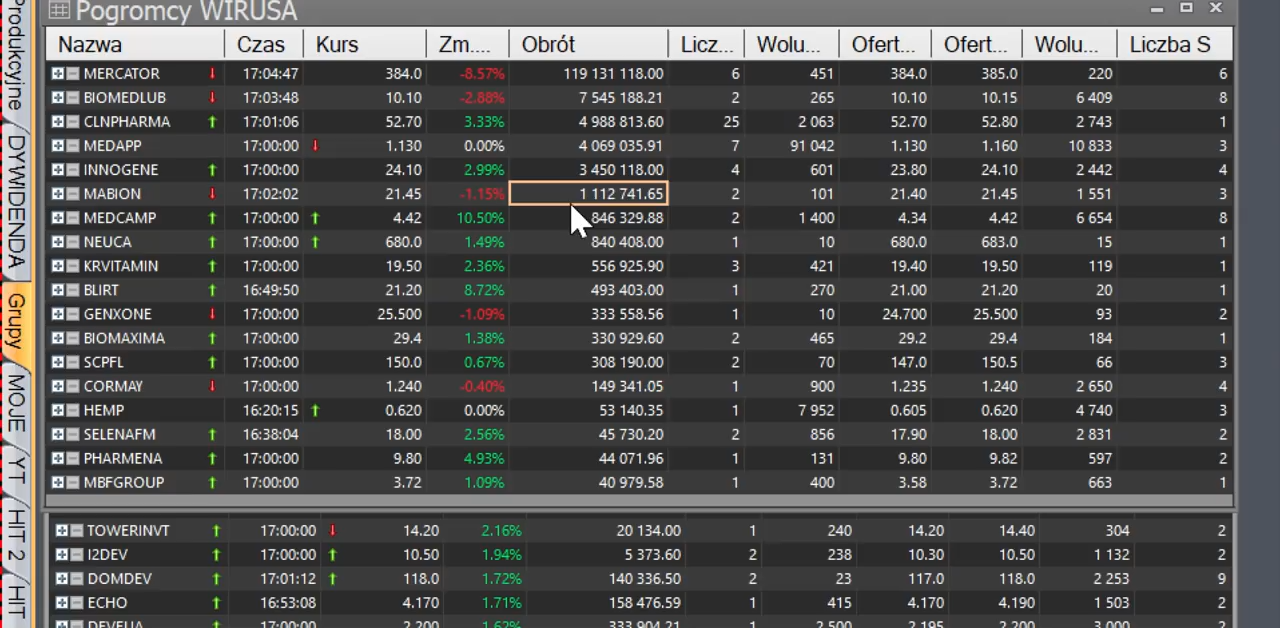 Pogromcy WIRUSA
Nazwa Czas Kurs Zm.... Obrót Licz... Wolu... Ofert... Ofert... Wolu... Liczba S
MERCATOR 17:04:47 384.0 -8.57% 119 131 118.00 6 451 384.0 385.0 220 6
BIOMEDLUB 17:03:48 10.10 -2.88% 7 545 188.21 2 265 10.10 10.15 6 409 8
CLNPHARMA 17:01:06 52.70 3.33% 4 988 813.60 25 2 063 52.70 52.80 2 743 1
MEDAPP 17:00:00 1.130 0.00% 4 069 035.91 7 91 042 1.130 1.160 10 833 3
INNOGENE 17:00:00 24.10 2.99% 3 450 118.00 4 601 23.80 24.10 2 442 4
MABION 17:02:02 21.45 -1.15% 1 112 741.65 2 101 21.40 21.45 1 551 3
MEDCAMP 17:00:00 4.42 10.50% 846 329.88 2 1 400 4.34 4.42 6 654 8
NEUCA 17:00:00 680.0 1.49% 840 408.00 1 10 680.0 683.0 15 1
KRVITAMIN 17:00:00 19.50 2.36% 556 925.90 3 421 19.40 19.50 119 1
BLIRT 16:49:50 21.20 8.72% 493 403.00 1 270 21.00 21.20 20 1
GENXONE 17:00:00 25.500 -1.09% 333 558.56 1 10 24.700 25.500 93 2
BIOMAXIMA 17:00:00 29.4 1.38% 330 929.60 2 465 29.2 29.4 184 1
SCPFL 17:00:00 150.0 0.67% 308 190.00 2 70 147.0 150.5 66 3
CORMAY 17:00:00 1.240 -0.40% 149 341.05 1 900 1.235 1.240 2 650 4
HEMP 16:20:15 0.620 0.00% 53 140.35 1 7 952 0.605 0.620 4 740 3
SELENAFM 16:38:04 18.00 2.56% 45 730.20 2 856 17.90 18.00 2 831 2
PHARMENA 17:00:00 9.80 4.93% 44 071.96 1 131 9.80 9.82 597 2
MBFGROUP 17:00:00 3.72 1.09% 40 979.58 1 400 3.58 3.72 663 1
TOWERINVT 17:00:00 14.20 2.16% 20 134.00 1 240 14.20 14.40 304 2
I2DEV 17:00:00 10.50 1.94% 5 373.60 2 238 10.30 10.50 1 132 2
DOMDEV 17:01:12 118.0 1.72% 140 336.50 2 23 117.0 118.0 2 253 9
ECHO 16:53:08 4.170 1.71% 158 476.59 1 415 4.170 4.190 1 503 2
DEVELIA 17:00:00 2.200 1.62% 333 904.21 2 500 2.195 2.200 3 000 2
Produkcyjne
DYWIDENDA
Grupy
MOJE
YT
HIT 2
HIT